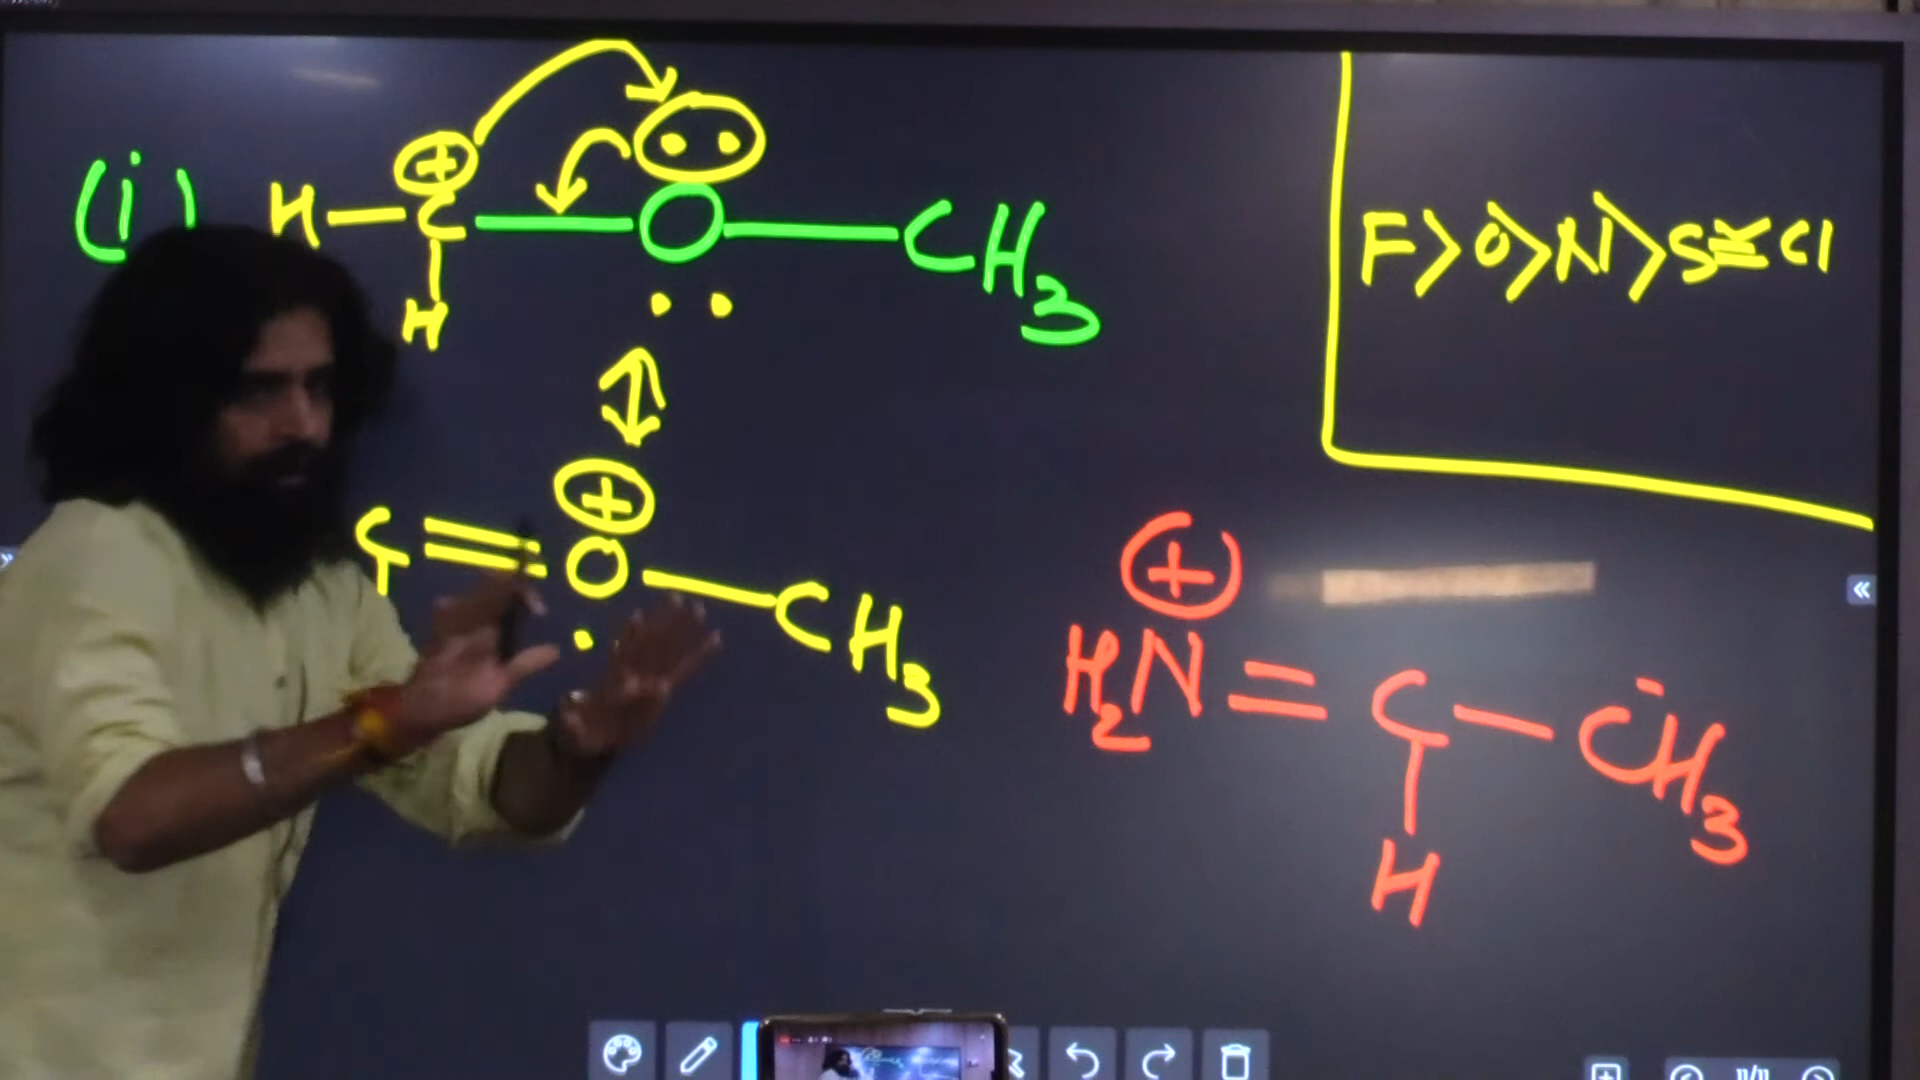 (i) H–C–O–CH3
⊕
H
F>O>N>S≡Cl
⊕
C=O–CH3
⊕
H2N=C–CH3
H